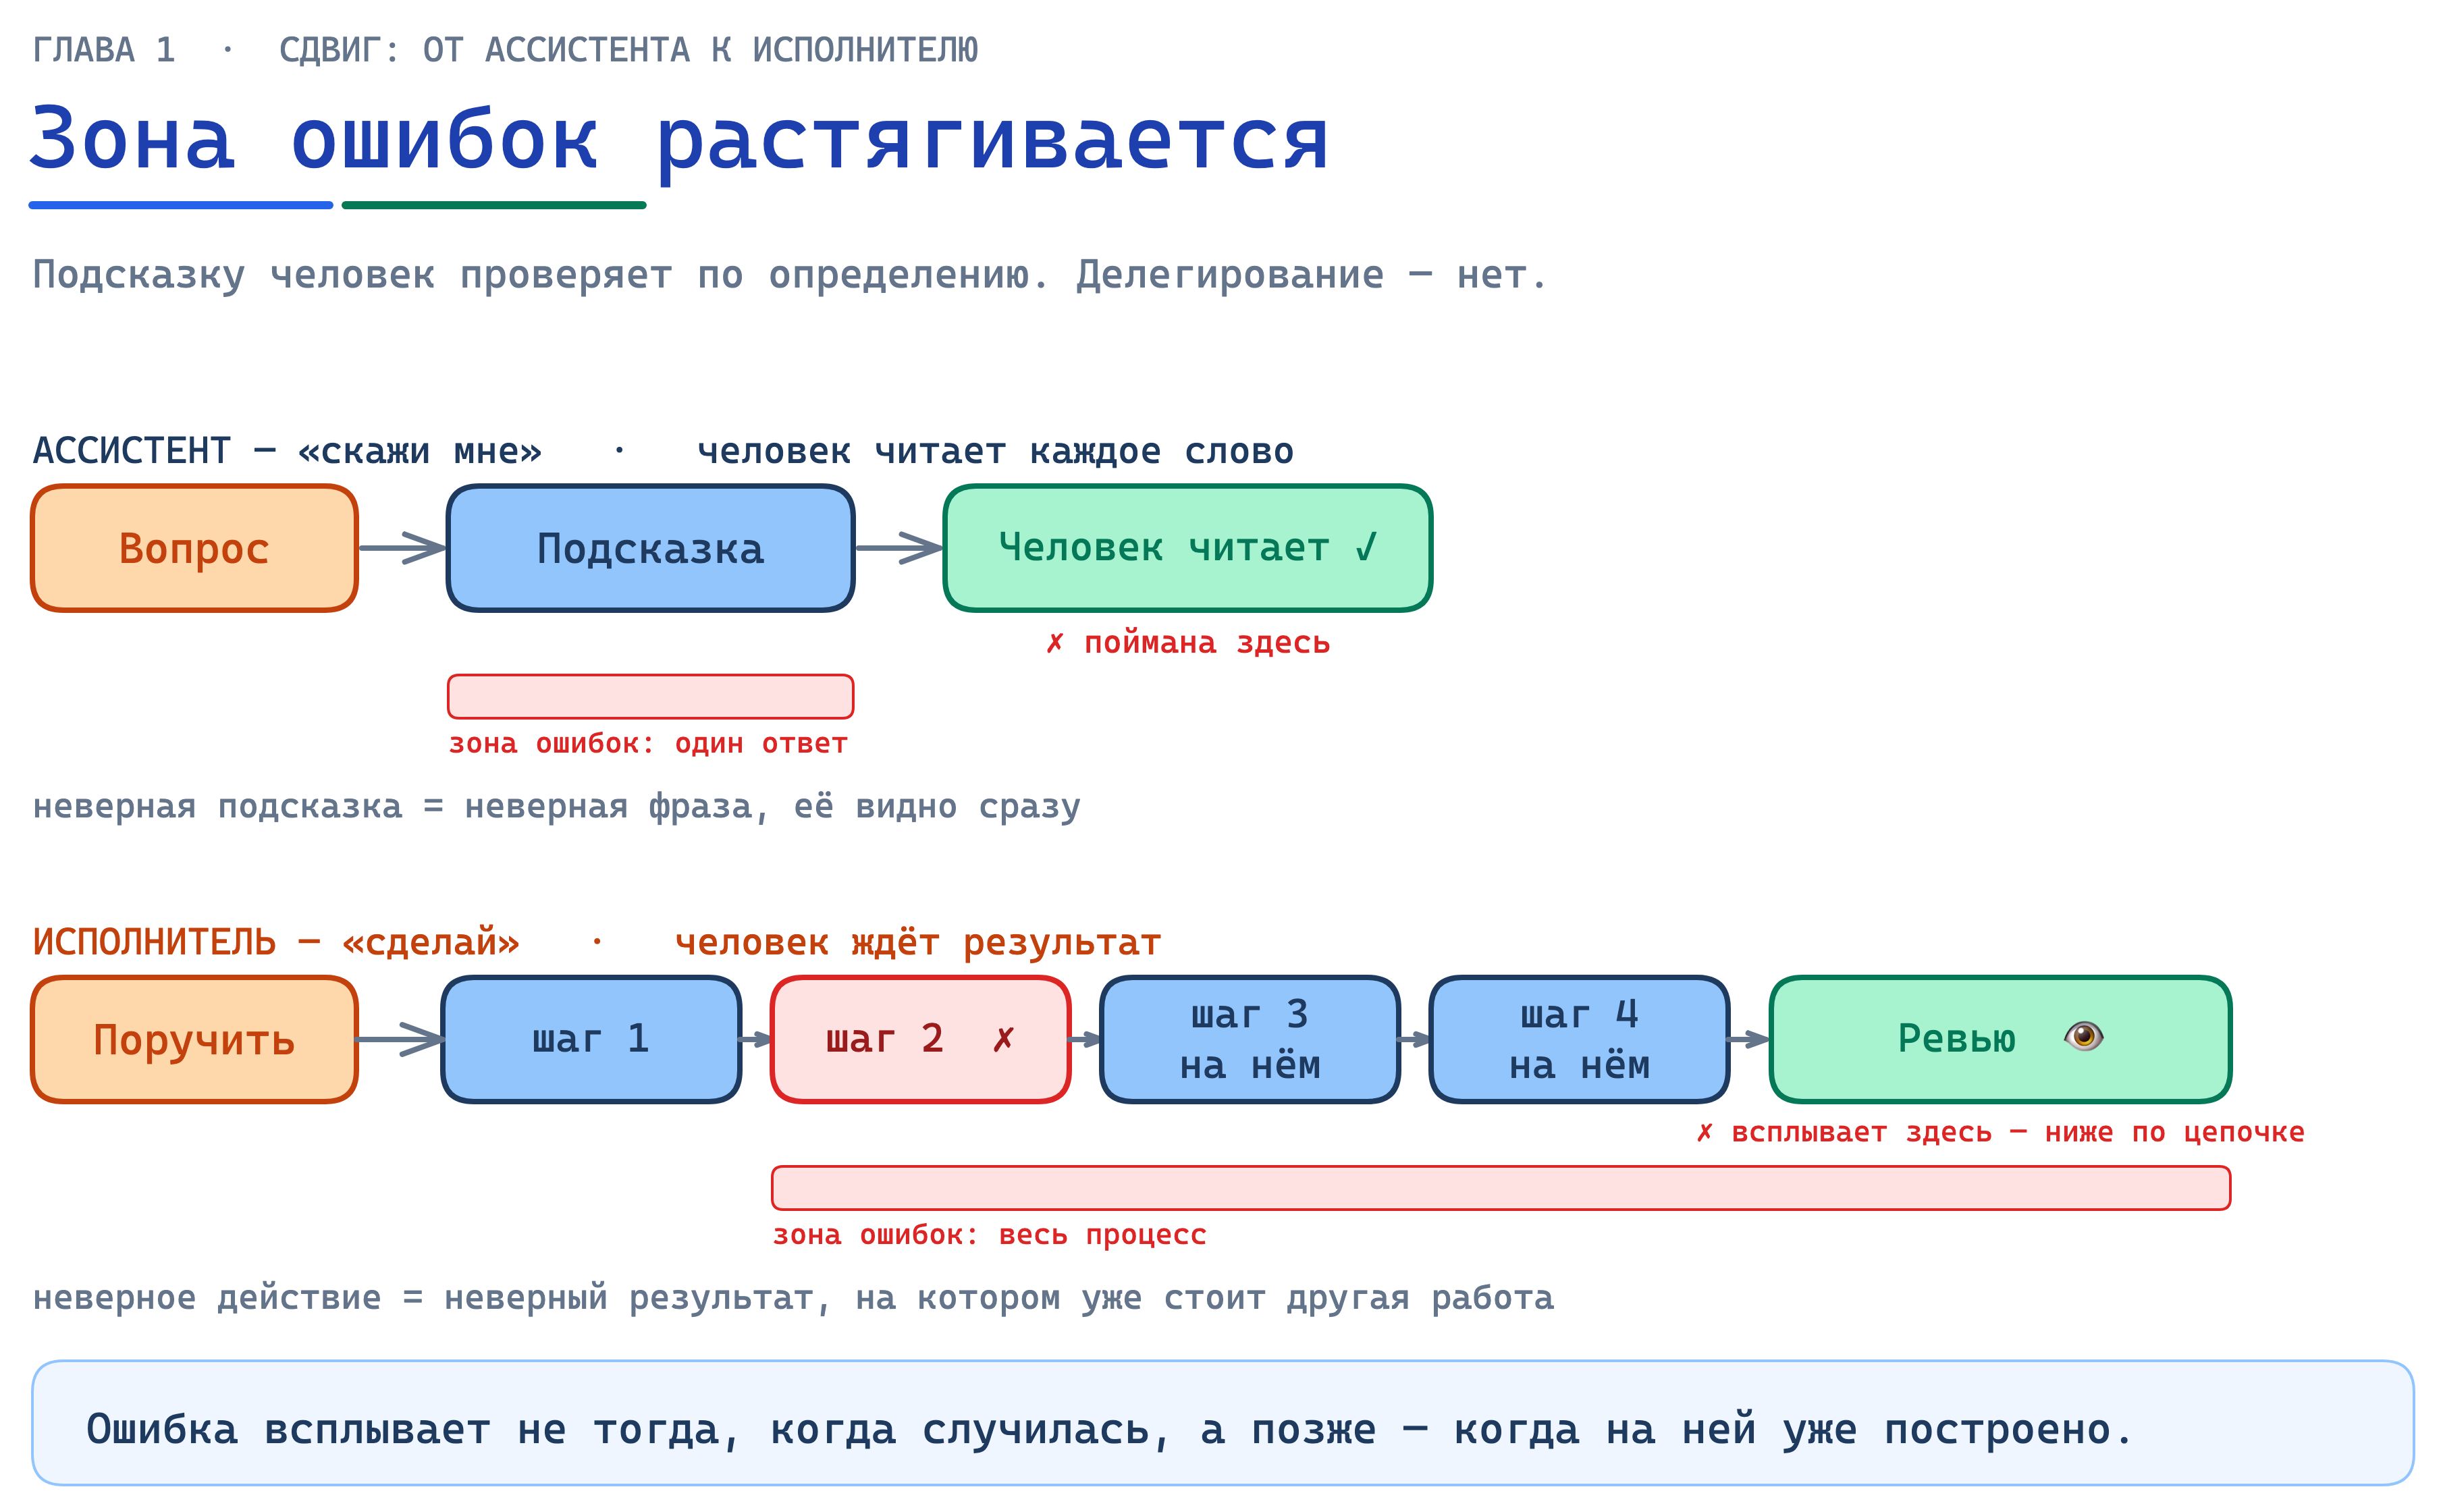 ГЛАВА 1 · СДВИГ: ОТ АССИСТЕНТА К ИСПОЛНИТЕЛЮ
Зона ошибок растягивается
Подсказку человек проверяет по определению. Делегирование — нет.
АССИСТЕНТ — «скажи мне» · человек читает каждое слово
Вопрос
Подсказка
Человек читает ✓
✗ поймана здесь
зона ошибок: один ответ
неверная подсказка = неверная фраза, её видно сразу
ИСПОЛНИТЕЛЬ — «сделай» · человек ждёт результат
Поручить
шаг 1
шаг 2 ✗
шаг 3
на нём
шаг 4
на нём
Ревью 👁
✗ всплывает здесь — ниже по цепочке
зона ошибок: весь процесс
неверное действие = неверный результат, на котором уже стоит другая работа
Ошибка всплывает не тогда, когда случилась, а позже — когда на ней уже построено.